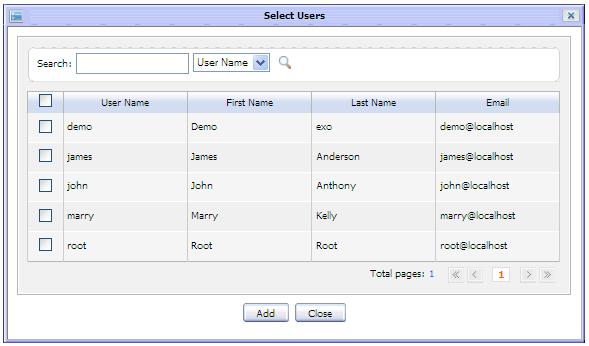 Select Users
Search: User Name
User Name First Name Last Name Email
demo Demo exo demo@localhost
james James Anderson james@localhost
john John Anthony john@localhost
marry Marry Kelly marry@localhost
root Root Root root@localhost
Total pages: 1 1
Add Close